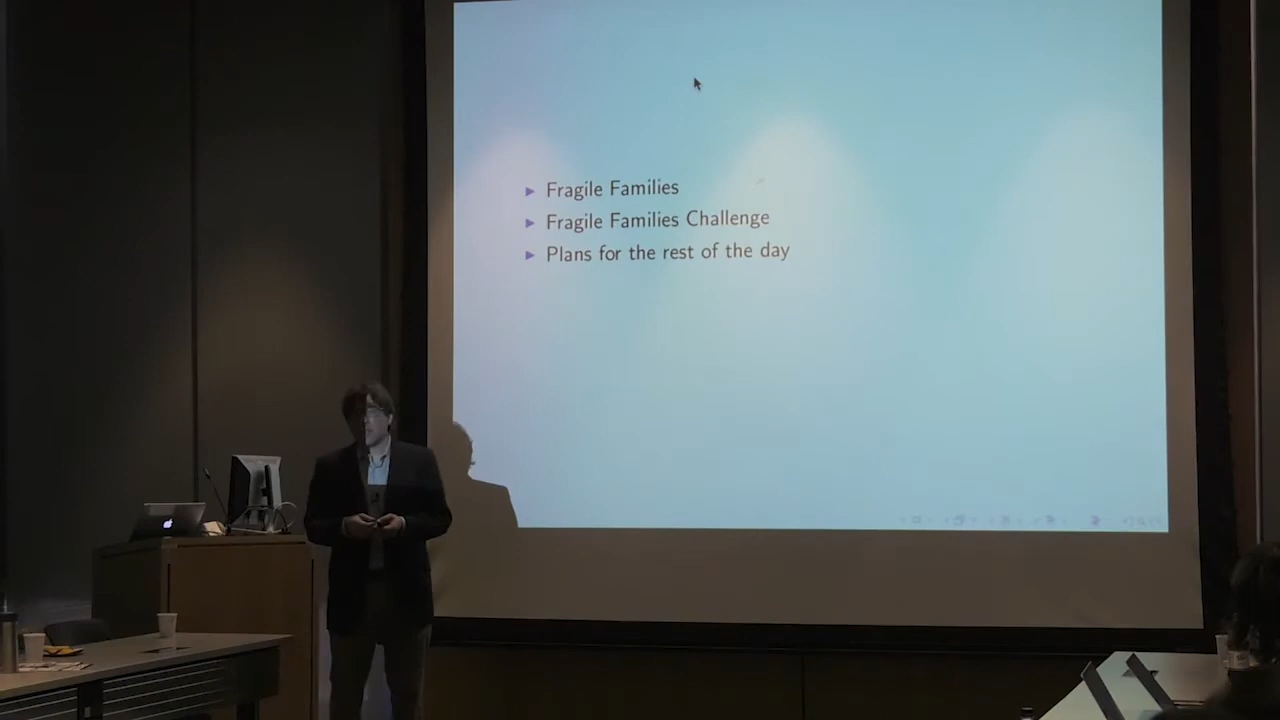 Fragile Families
Fragile Families Challenge
Plans for the rest of the day